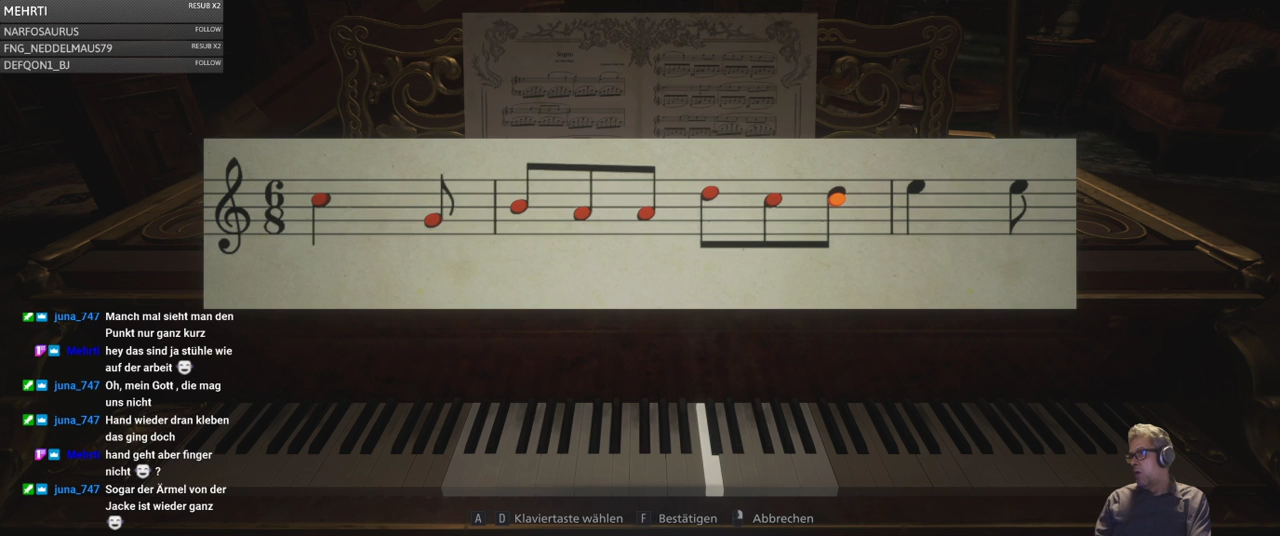 MEHRTI RESUB X2
NARFOSAURUS FOLLOW
FNG_NEDDELMAUS79 RESUB X2
DEFQON1_BJ FOLLOW
6
8
juna_747 Manch mal sieht man den
Punkt nur ganz kurz
Mehrti hey das sind ja stühle wie
auf der arbeit
juna_747 Oh, mein Gott , die mag
uns nicht
juna_747 Hand wieder dran kleben
das ging doch
Mehrti hand geht aber finger
nicht ?
juna_747 Sogar der Ärmel von der
Jacke ist wieder ganz
A D Klaviertaste wählen F Bestätigen Abbrechen